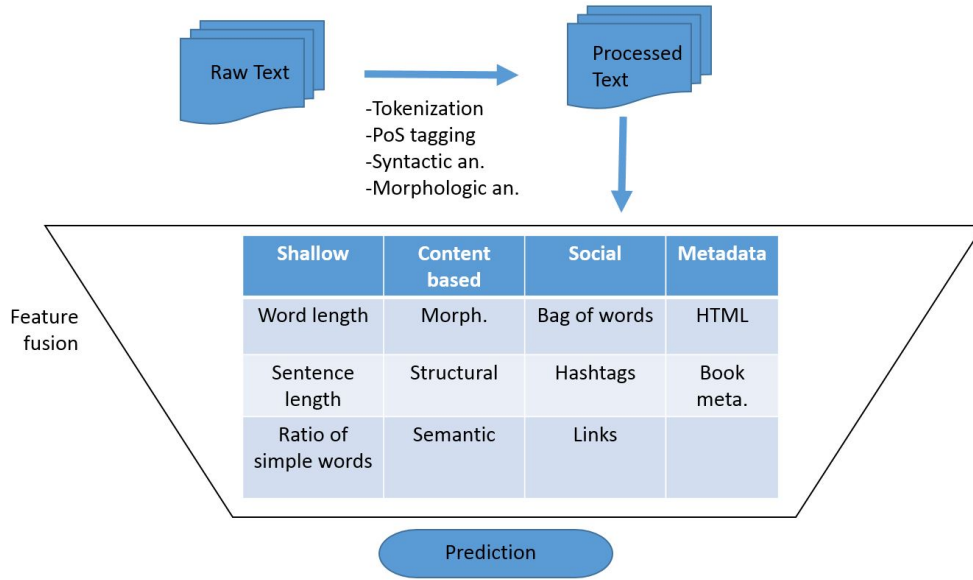 Raw Text
Processed
Text
-Tokenization
-PoS tagging
-Syntactic an.
-Morphologic an.
Feature
fusion
Shallow
Content
based
Social
Metadata
Word length
Morph.
Bag of words
HTML
Sentence
length
Structural
Hashtags
Book
meta.
Ratio of
simple words
Semantic
Links
Prediction